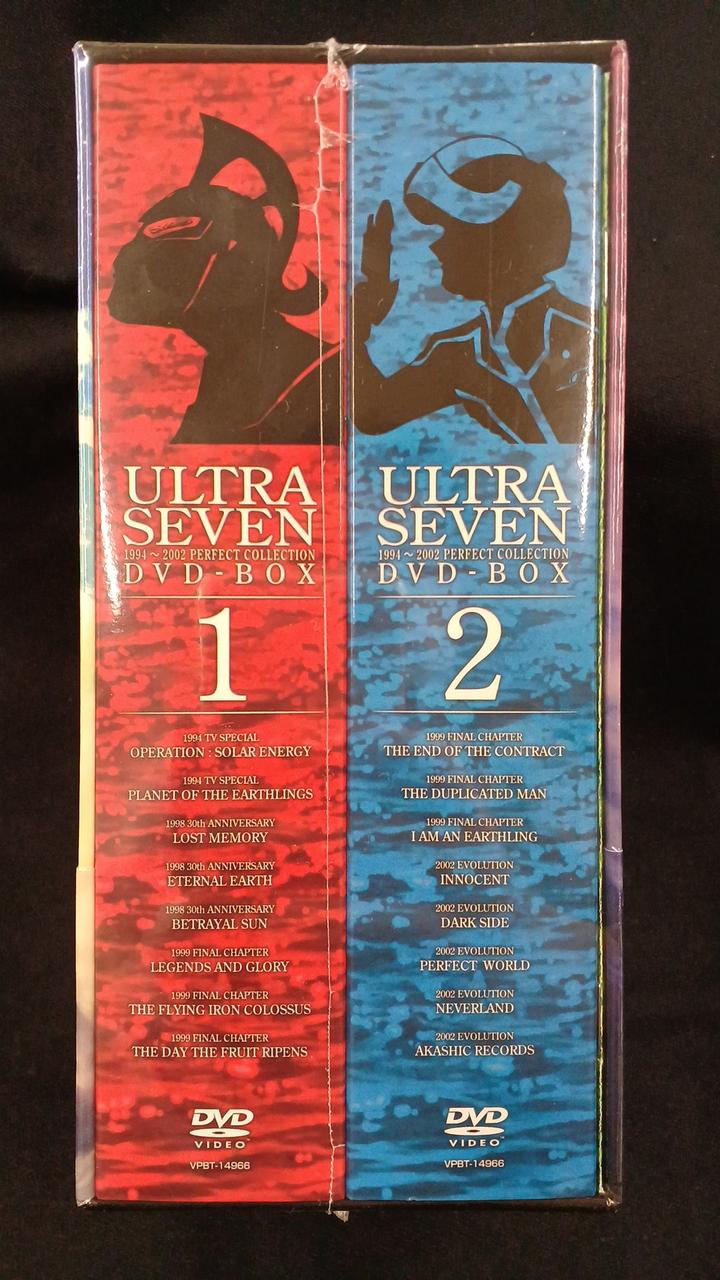 ULTRA
SEVEN
1994～2002 PERFECT COLLECTION
DVD-BOX
1
1994 TV SPECIAL
OPERATION : SOLAR ENERGY
1994 TV SPECIAL
PLANET OF THE EARTHLINGS
1998 30th ANNIVERSARY
LOST MEMORY
1998 30th ANNIVERSARY
ETERNAL EARTH
1998 30th ANNIVERSARY
BETRAYAL SUN
1999 FINAL CHAPTER
LEGENDS AND GLORY
1999 FINAL CHAPTER
THE FLYING IRON COLOSSUS
1999 FINAL CHAPTER
THE DAY THE FRUIT RIPENS
DVD
VIDEO™
VPBT-14966
ULTRA
SEVEN
1994～2002 PERFECT COLLECTION
DVD-BOX
2
1999 FINAL CHAPTER
THE END OF THE CONTRACT
1999 FINAL CHAPTER
THE DUPLICATED MAN
1999 FINAL CHAPTER
I AM AN EARTHLING
2002 EVOLUTION
INNOCENT
2002 EVOLUTION
DARK SIDE
2002 EVOLUTION
PERFECT WORLD
2002 EVOLUTION
NEVERLAND
2002 EVOLUTION
AKASHIC RECORDS
DVD
VIDEO™
VPBT-14966